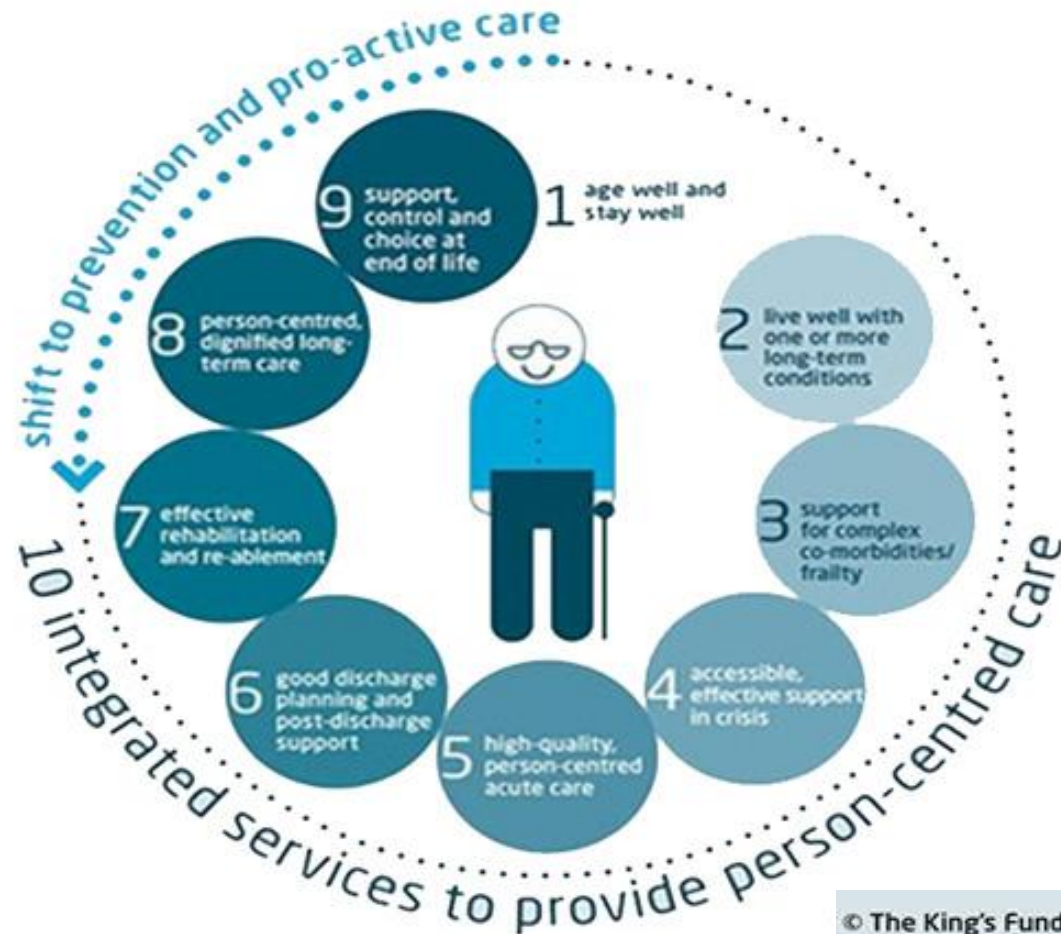 shift to prevention and pro-active care
1 age well and
stay well
2 live well with
one or more
long-term
conditions
3 support
for complex
co-morbidities/
frailty
4 accessible,
effective support
in crisis
5 high-quality,
person-centred
acute care
6 good discharge
planning and
post-discharge
support
7 effective
rehabilitation
and re-ablement
8 person-centred,
dignified long-
term care
9 support,
control and
choice at
end of life
10 integrated services to provide person-centred care
© The King's Fund